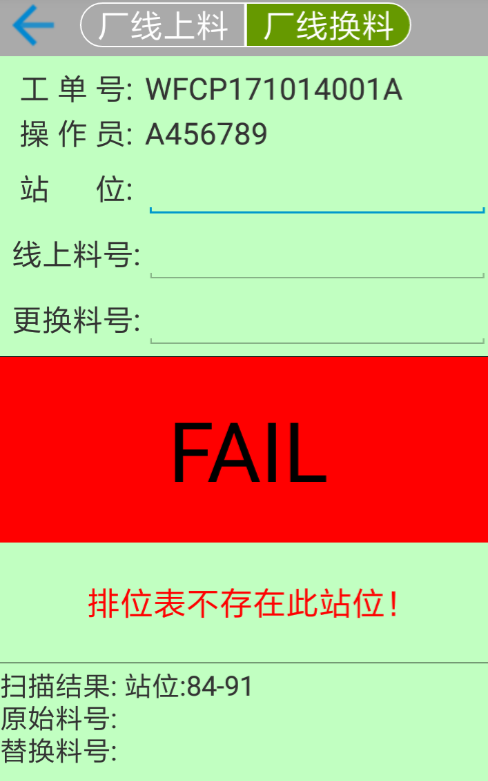 厂线上料 厂线换料
工单号: WFCP171014001A
操作员: A456789
站 位:
线上料号:
更换料号:
FAIL
排位表不存在此站位!
扫描结果: 站位:84-91
原始料号:
替换料号: